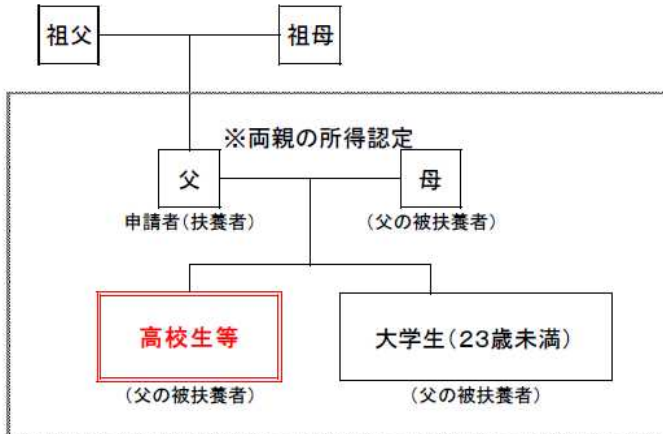 祖父
祖母
※両親の所得認定
父
母
申請者(扶養者)
(父の被扶養者)
高校生等
大学生(23歳未満)
(父の被扶養者)
(父の被扶養者)